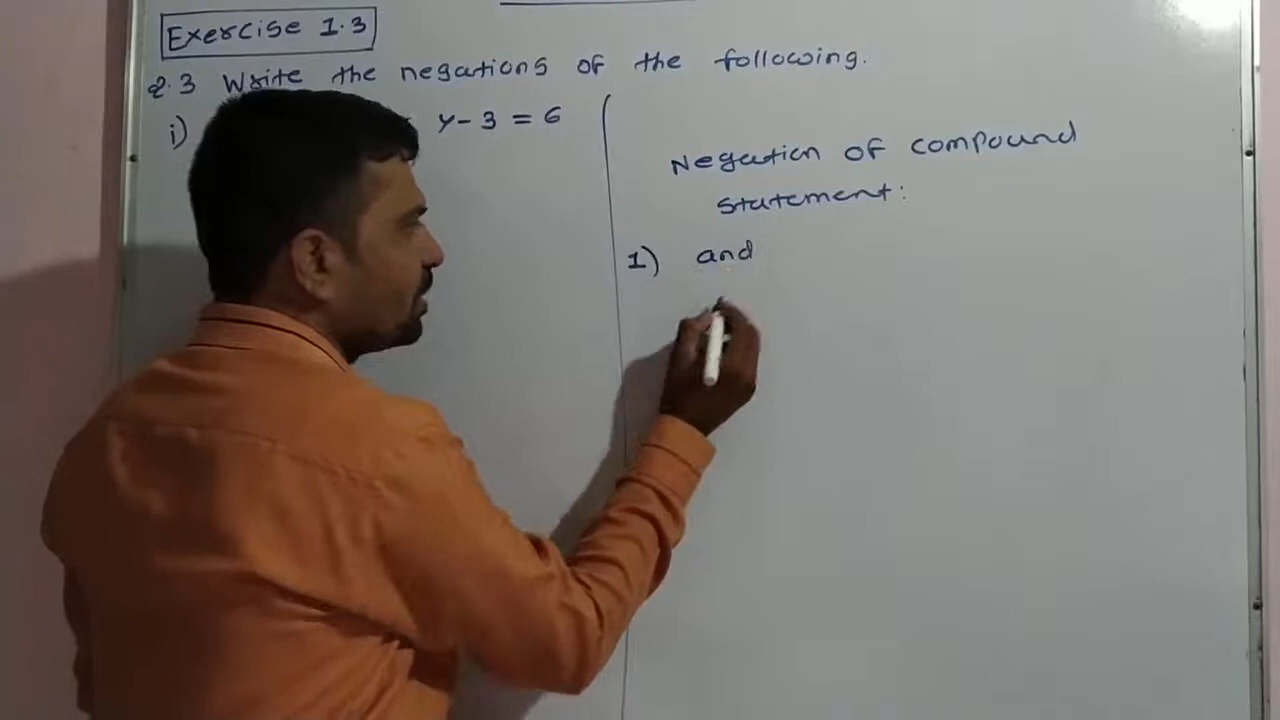 Exercise 1.3
Q.3 Write the negations of the following.
i) y - 3 = 6
Negation of compound
statement:
1) and